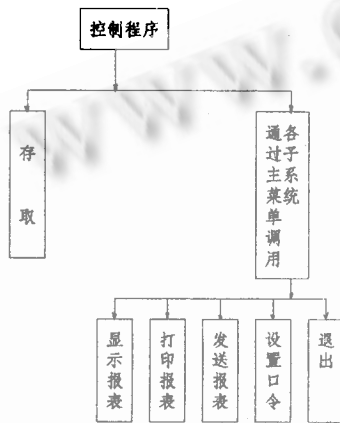 控制程序
存取
各子系统
通过主菜单调用
显示报表
打印报表
发送报表
设置口令
退出